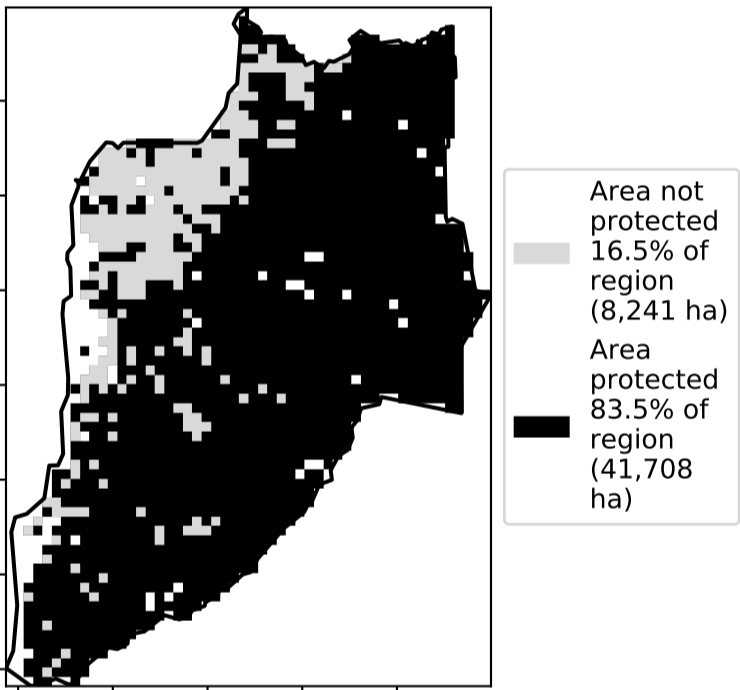 Area not
protected
16.5% of
region
(8,241 ha)
Area
protected
83.5% of
region
(41,708
ha)